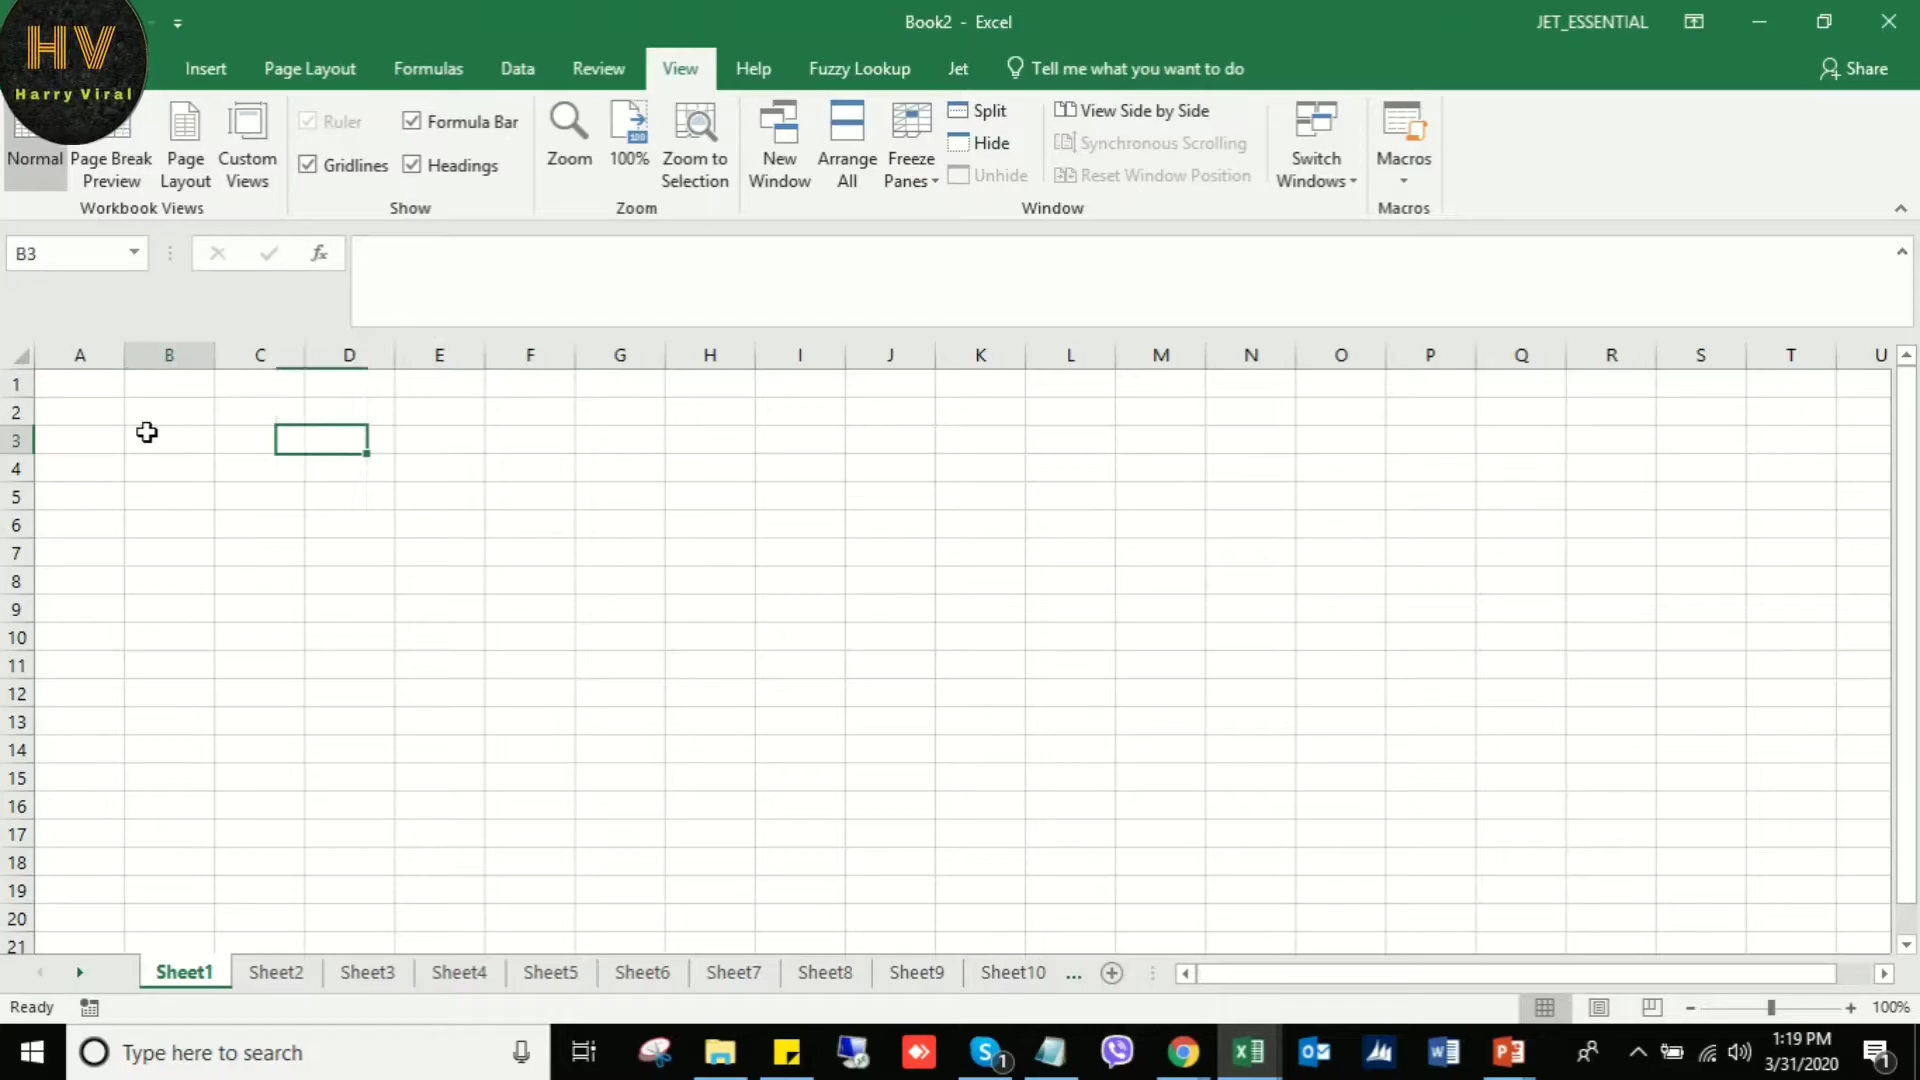 Book2 - Excel
JET_ESSENTIAL
HV
Harry Viral
Insert Page Layout Formulas Data Review View Help Fuzzy Lookup Jet Tell me what you want to do Share
Normal
Page Break Preview
Page Layout
Custom Views
Workbook Views
Ruler
Formula Bar
Gridlines
Headings
Show
Zoom
100
100%
Zoom to Selection
Zoom
New Window
Arrange All
Freeze Panes
Split
Hide
Unhide
View Side by Side
Synchronous Scrolling
Reset Window Position
Switch Windows
Window
Macros
Macros
B3
fx
A B C D E F G H I J K L M N O P Q R S T U
1
2
3
4
5
6
7
8
9
10
11
12
13
14
15
16
17
18
19
20
21
Sheet1 Sheet2 Sheet3 Sheet4 Sheet5 Sheet6 Sheet7 Sheet8 Sheet9 Sheet10 ...
Ready
100%
Type here to search
1:19 PM
3/31/2020